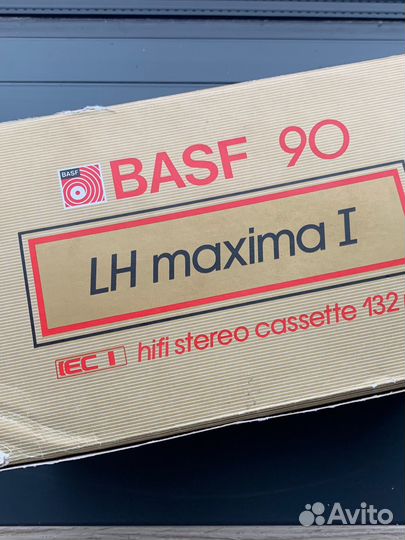 BASF
BASF 90
LH maxima I
IEC I hifi stereo cassette 132
Avito